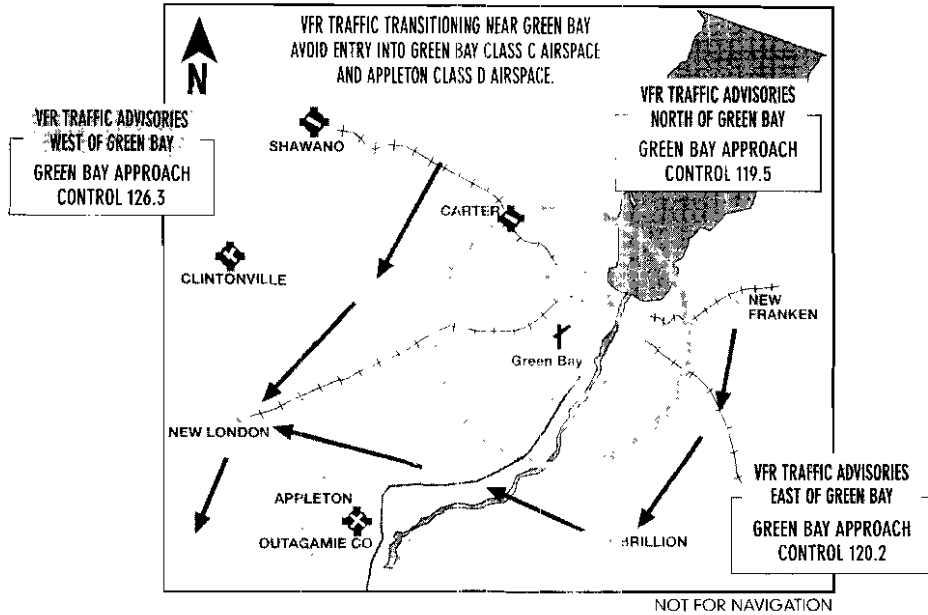 VFR TRAFFIC TRANSITIONING NEAR GREEN BAY
AVOID ENTRY INTO GREEN BAY CLASS C AIRSPACE
AND APPLETON CLASS D AIRSPACE.
N
VFR TRAFFIC ADVISORIES
WEST OF GREEN BAY
GREEN BAY APPROACH
CONTROL 126.3
VFR TRAFFIC ADVISORIES
NORTH OF GREEN BAY
GREEN BAY APPROACH
CONTROL 119.5
SHAWANO
CARTER
CLINTONVILLE
NEW
FRANKEN
Green Bay
NEW LONDON
APPLETON
OUTAGAMIE CO
BRILLION
VFR TRAFFIC ADVISORIES
EAST OF GREEN BAY
GREEN BAY APPROACH
CONTROL 120.2
NOT FOR NAVIGATION